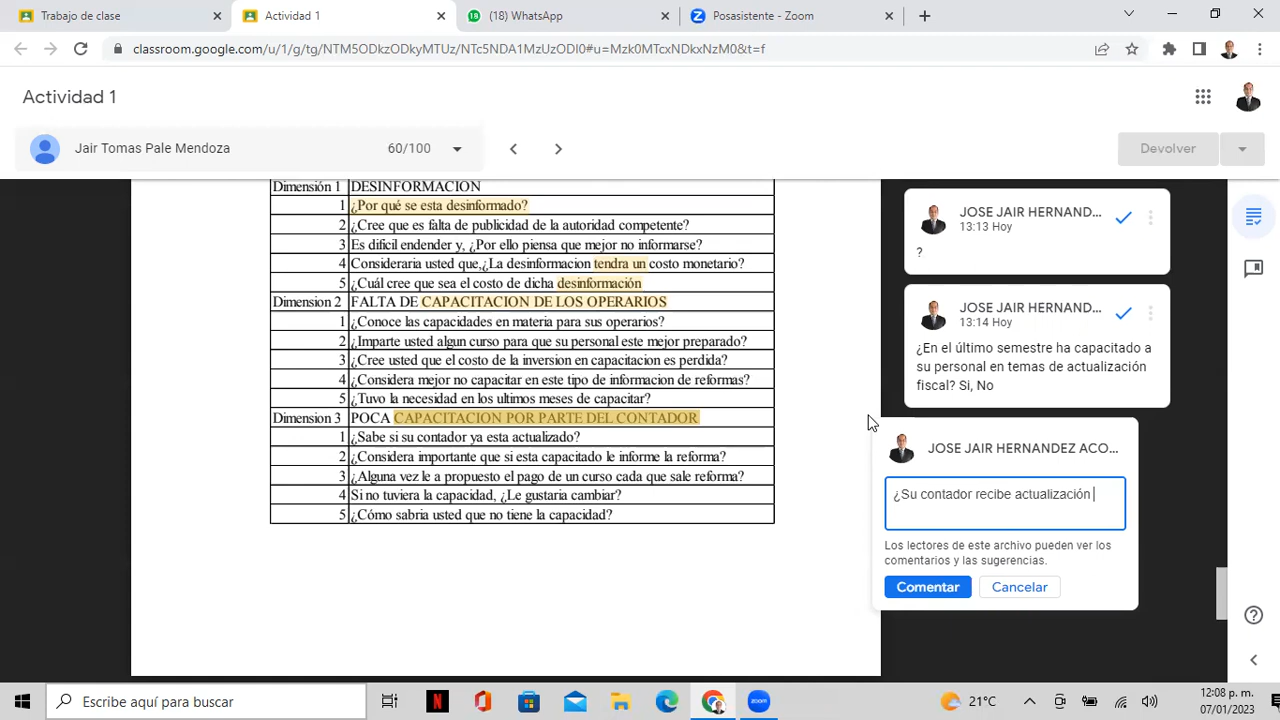 Trabajo de clase
Actividad 1
(18) WhatsApp
Posasistente - Zoom
classroom.google.com/u/1/g/tg/NTM5ODkzODkyMTUz/NTc5NDA1MzUzODI0#u=Mzk0MTcxNDkxNzM0&t=f
Actividad 1
Jair Tomas Pale Mendoza
60/100
Devolver
Dimensión 1 DESINFORMACION
1 ¿Por qué se esta desinformado?
2 ¿Cree que es falta de publicidad de la autoridad competente?
3 Es dificil endender y, ¿Por ello piensa que mejor no informarse?
4 Consideraria usted que,¿La desinformacion tendra un costo monetario?
5 ¿Cuál cree que sea el costo de dicha desinformación
Dimension 2 FALTA DE CAPACITACION DE LOS OPERARIOS
1 ¿Conoce las capacidades en materia para sus operarios?
2 ¿Imparte usted algun curso para que su personal este mejor preparado?
3 ¿Cree usted que el costo de la inversion en capacitacion es perdida?
4 ¿Considera mejor no capacitar en este tipo de informacion de reformas?
5 ¿Tuvo la necesidad en los ultimos meses de capacitar?
Dimension 3 POCA CAPACITACION POR PARTE DEL CONTADOR
1 ¿Sabe si su contador ya esta actualizado?
2 ¿Considera importante que si esta capacitado le informe la reforma?
3 ¿Alguna vez le a propuesto el pago de un curso cada que sale reforma?
4 Si no tuviera la capacidad, ¿Le gustaria cambiar?
5 ¿Cómo sabria usted que no tiene la capacidad?
JOSE JAIR HERNAND...
13:13 Hoy
?
JOSE JAIR HERNAND...
13:14 Hoy
¿En el último semestre ha capacitado a
su personal en temas de actualización
fiscal? Si, No
JOSE JAIR HERNANDEZ ACO...
¿Su contador recibe actualización
Los lectores de este archivo pueden ver los
comentarios y las sugerencias.
Comentar
Cancelar
Escribe aquí para buscar
zoom
21°C
12:08 p. m.
07/01/2023